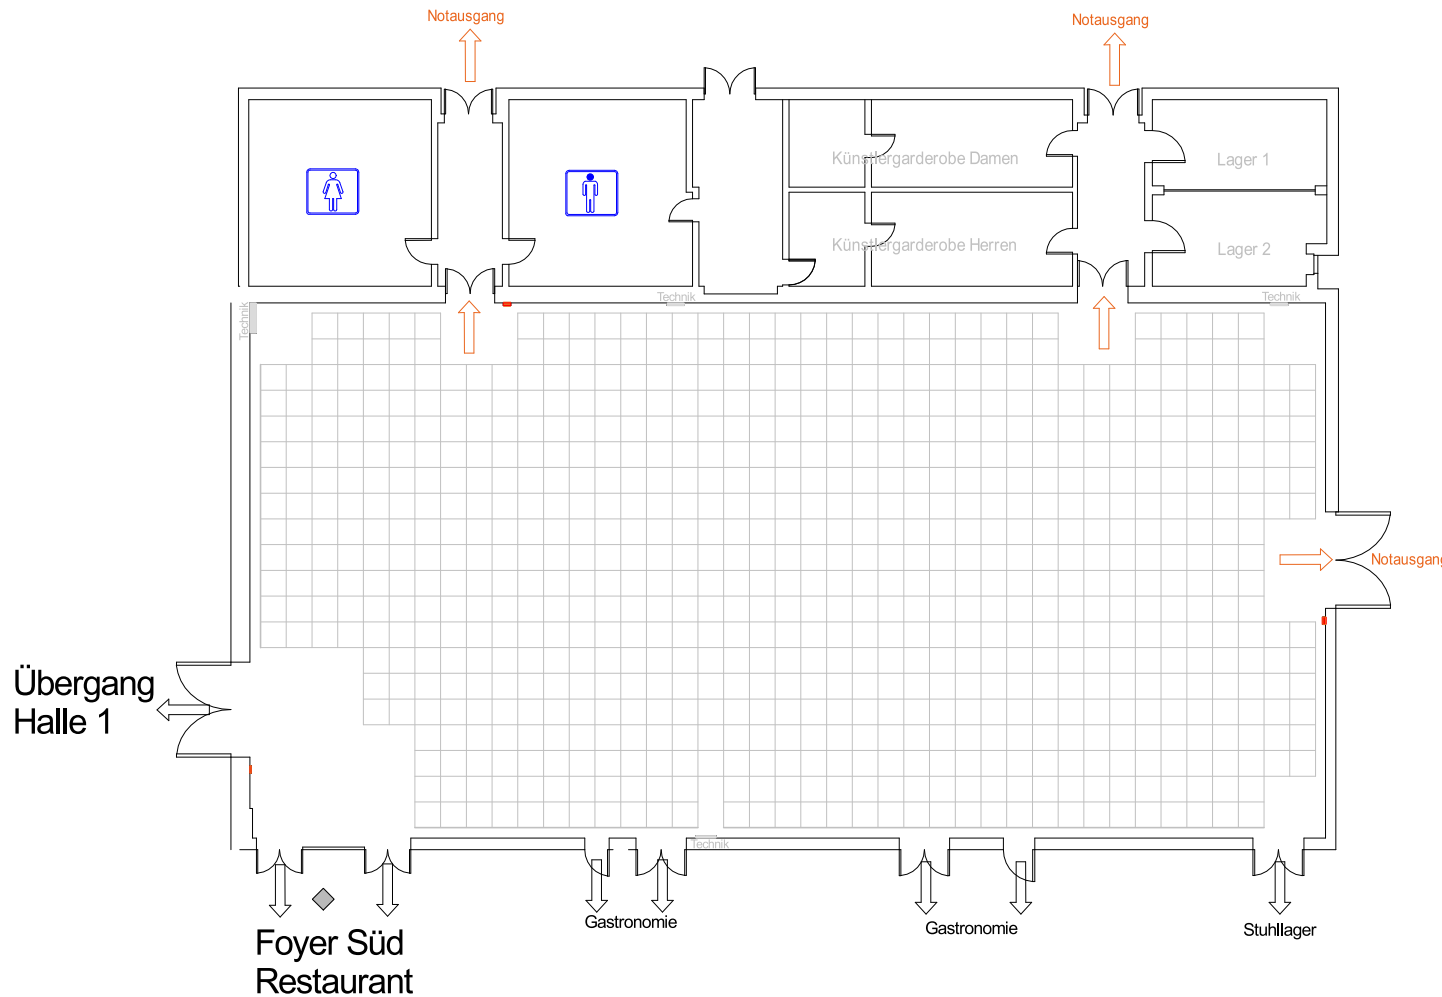 Notausgang
Notausgang
Künstlergarderobe Damen
Lager 1
Künstlergarderobe Herren
Lager 2
Technik
Technik
Technik
Notausgang
Übergang
Halle 1
Technik
Gastronomie
Gastronomie
Stuhllager
Foyer Süd
Restaurant